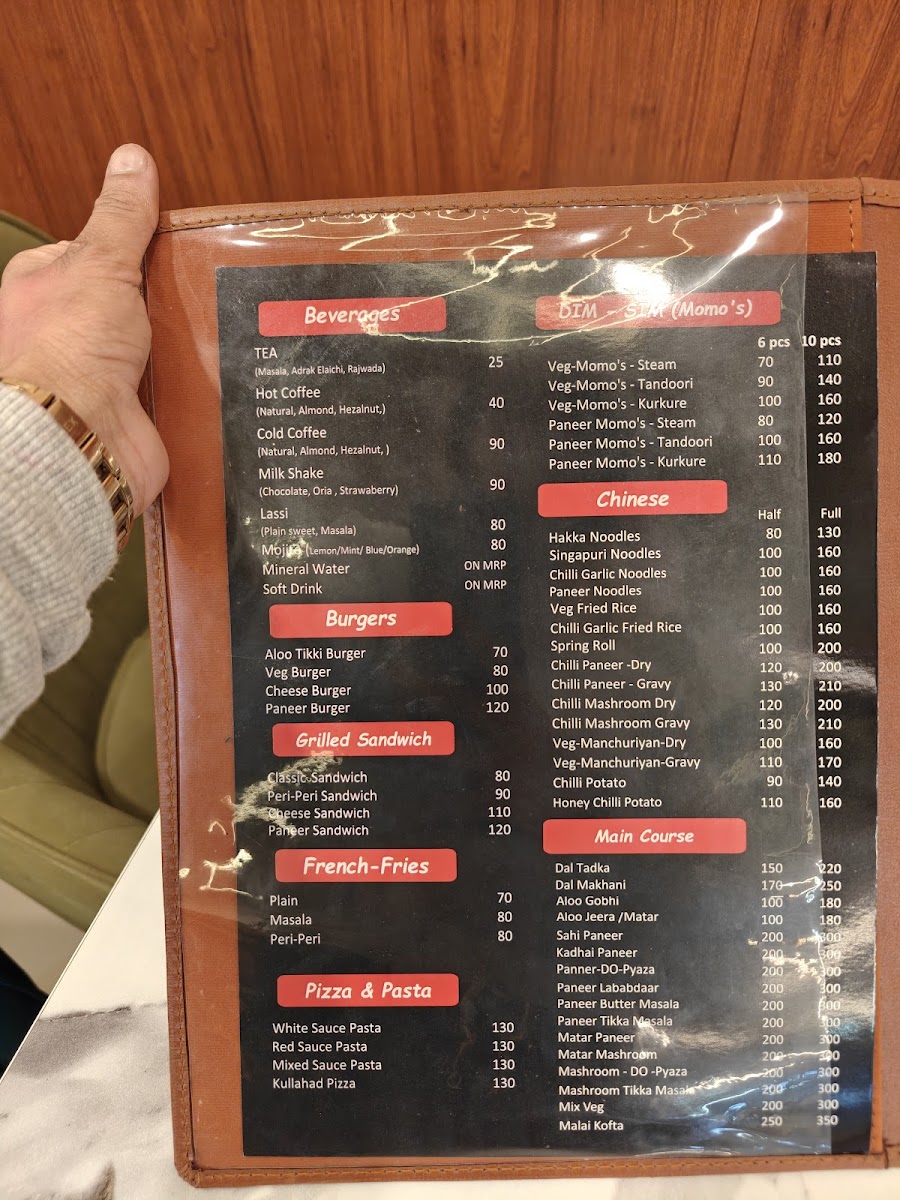 Beverages
TEA 25
(Masala, Adrak Elaichi, Rajwada)
Hot Coffee 40
(Natural, Almond, Hezalnut,)
Cold Coffee 90
(Natural, Almond, Hezalnut, )
Milk Shake 90
(Chocolate, Oria , Strawaberry)
Lassi 80
(Plain sweet, Masala)
Mojito (Lemon/Mint/ Blue/Orange) 80
Mineral Water ON MRP
Soft Drink ON MRP
Burgers
Aloo Tikki Burger 70
Veg Burger 80
Cheese Burger 100
Paneer Burger 120
Grilled Sandwich
Classic Sandwich 80
Peri-Peri Sandwich 90
Cheese Sandwich 110
Paneer Sandwich 120
French-Fries
Plain 70
Masala 80
Peri-Peri 80
Pizza & Pasta
White Sauce Pasta 130
Red Sauce Pasta 130
Mixed Sauce Pasta 130
Kullahad Pizza 130
DIM - SIM (Momo's)
6 pcs 10 pcs
Veg-Momo's - Steam 70 110
Veg-Momo's - Tandoori 90 140
Veg-Momo's - Kurkure 100 160
Paneer Momo's - Steam 80 120
Paneer Momo's - Tandoori 100 160
Paneer Momo's - Kurkure 110 180
Chinese
Half Full
Hakka Noodles 80 130
Singapuri Noodles 100 160
Chilli Garlic Noodles 100 160
Paneer Noodles 100 160
Veg Fried Rice 100 160
Chilli Garlic Fried Rice 100 160
Spring Roll 100 200
Chilli Paneer -Dry 120 200
Chilli Paneer - Gravy 130 210
Chilli Mashroom Dry 120 200
Chilli Mashroom Gravy 130 210
Veg-Manchuriyan-Dry 100 160
Veg-Manchuriyan-Gravy 110 170
Chilli Potato 90 140
Honey Chilli Potato 110 160
Main Course
Dal Tadka 150 220
Dal Makhani 170 250
Aloo Gobhi 100 180
Aloo Jeera /Matar 100 180
Sahi Paneer 200 300
Kadhai Paneer 200 300
Panner-DO-Pyaza 200 300
Paneer Lababdaar 200 300
Paneer Butter Masala 200 300
Paneer Tikka Masala 200 300
Matar Paneer 200 300
Matar Mashroom 200 300
Mashroom - DO -Pyaza 200 300
Mashroom Tikka Masala 200 300
Mix Veg 200 300
Malai Kofta 250 350